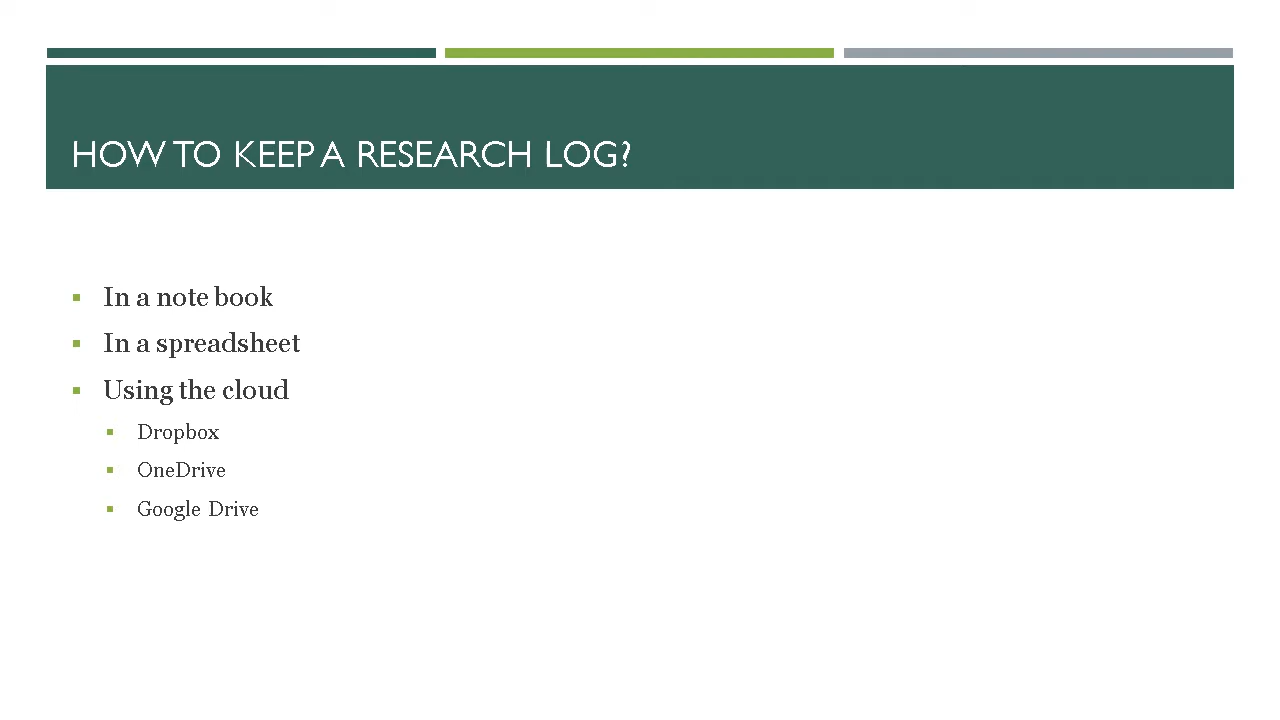 HOW TO KEEP A RESEARCH LOG?
In a note book
In a spreadsheet
Using the cloud
Dropbox
OneDrive
Google Drive